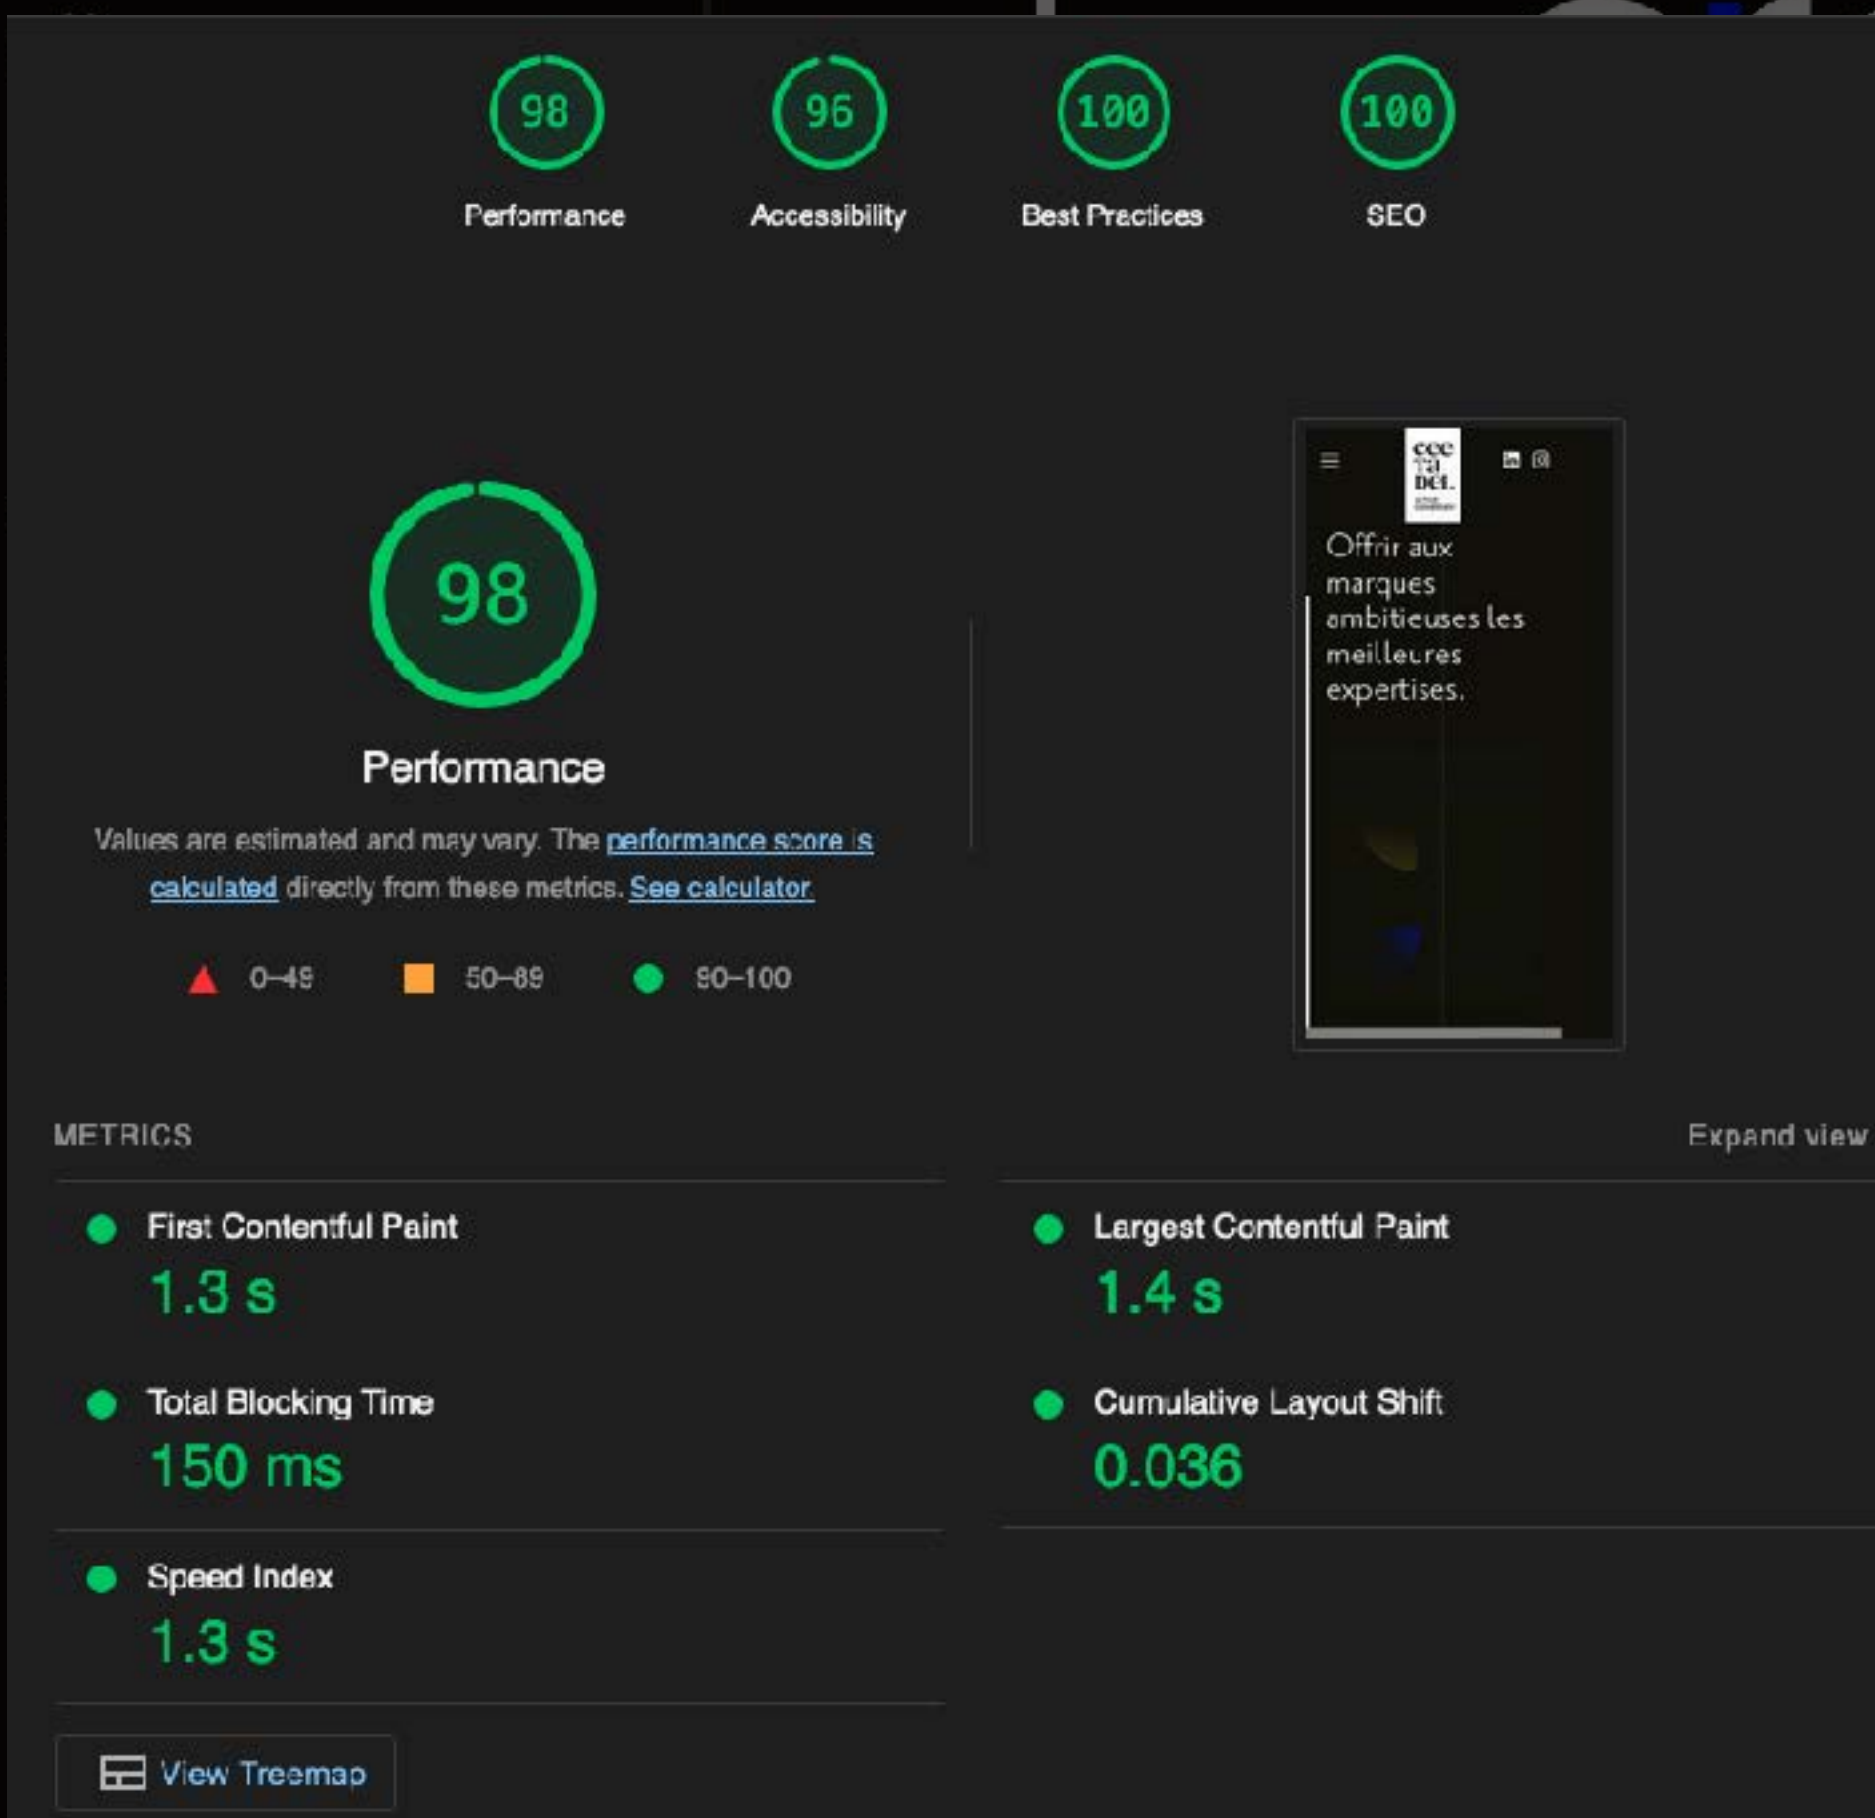 98
96
100
100
Performance
Accessibility
Best Practices
SEO
98
Performance
Values are estimated and may vary. The performance score is
calculated directly from these metrics. See calculator.
0–49
50–89
90–100
in
Offrir aux
marques
ambitieuses les
meilleures
expertises.
METRICS
Expand view
First Contentful Paint
1.3 s
Largest Contentful Paint
1.4 s
Total Blocking Time
150 ms
Cumulative Layout Shift
0.036
Speed Index
1.3 s
View Treemap